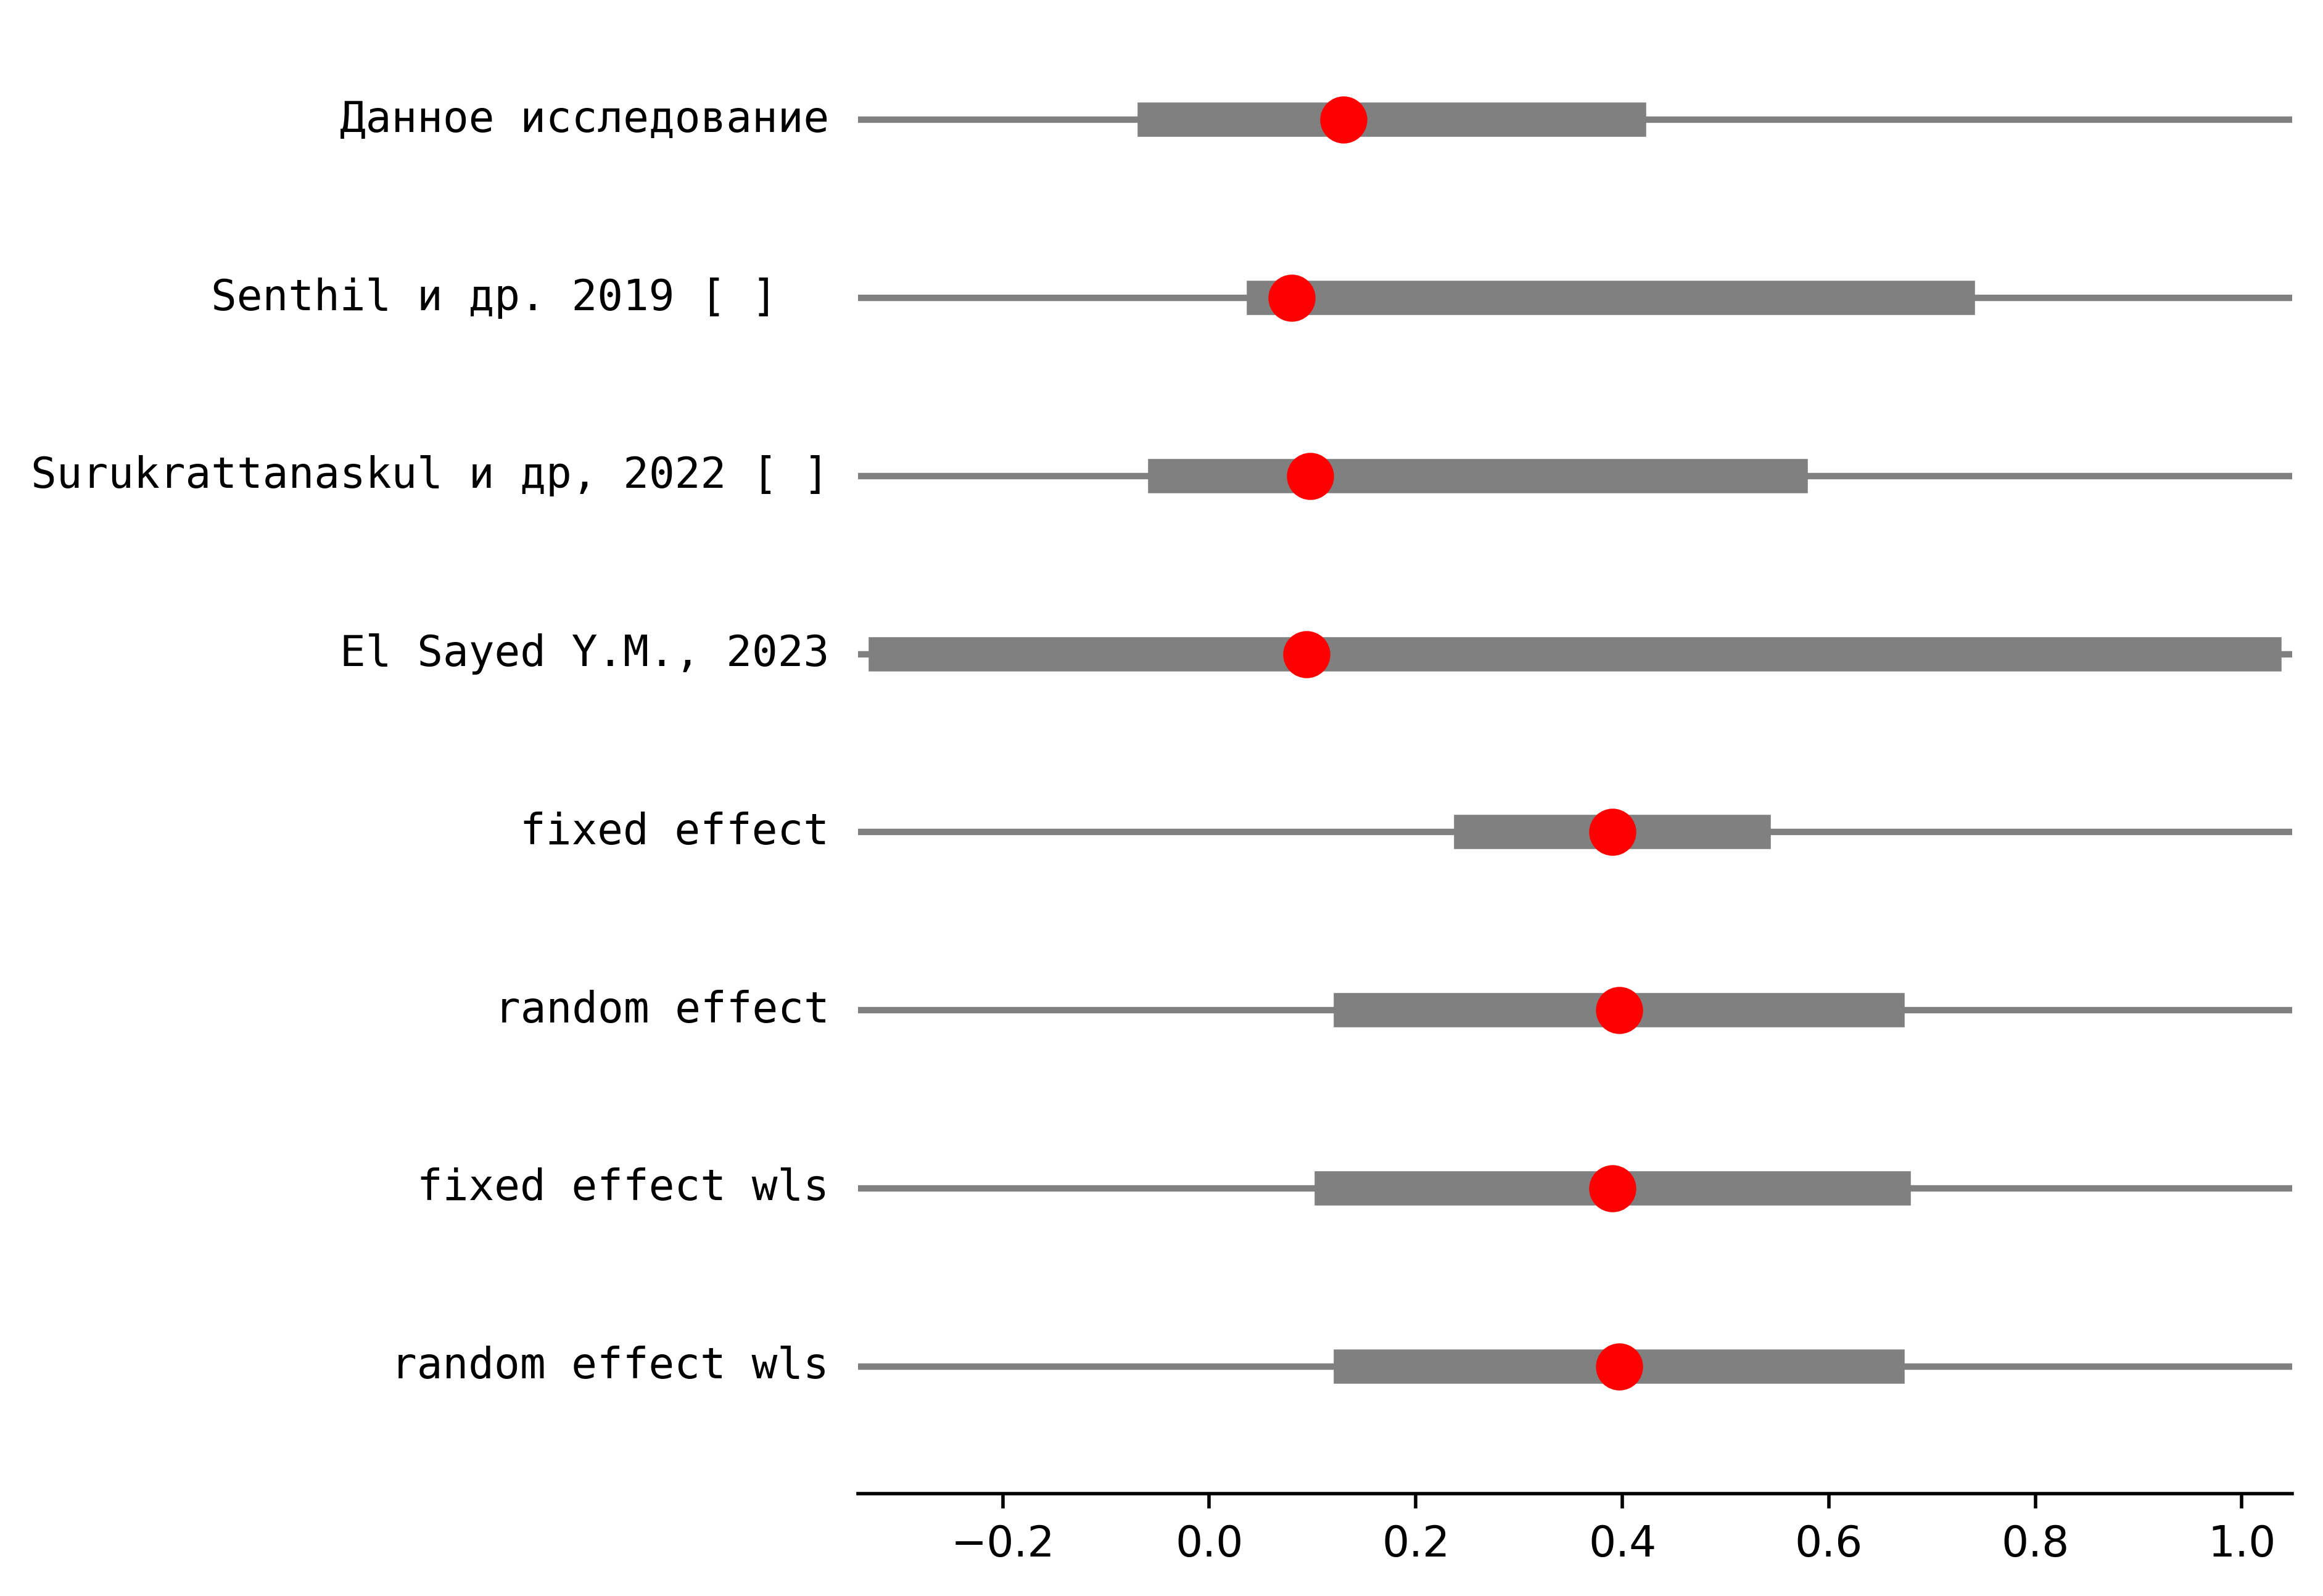 Данное исследование
Senthil и др. 2019 [ ]
Surukrattanaskul и др, 2022 [ ]
El Sayed Y.M., 2023
fixed effect
random effect
fixed effect wls
random effect wls
−0.2 0.0 0.2 0.4 0.6 0.8 1.0